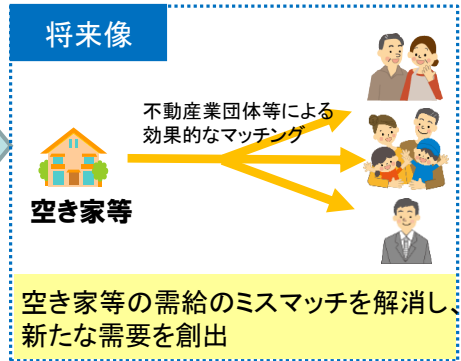 将来像
不動産業団体等による
効果的なマッチング
空き家等
空き家等の需給のミスマッチを解消し、
新たな需要を創出